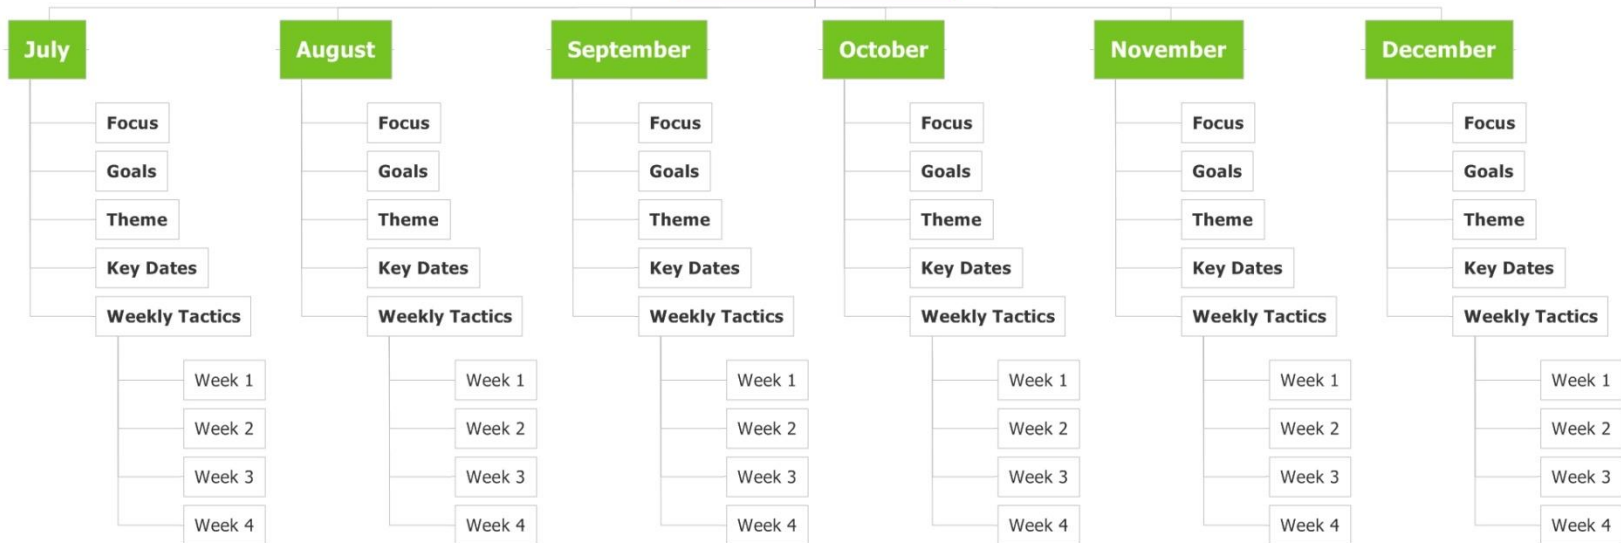 July
Focus
Goals
Theme
Key Dates
Weekly Tactics
Week 1
Week 2
Week 3
Week 4
August
Focus
Goals
Theme
Key Dates
Weekly Tactics
Week 1
Week 2
Week 3
Week 4
September
Focus
Goals
Theme
Key Dates
Weekly Tactics
Week 1
Week 2
Week 3
Week 4
October
Focus
Goals
Theme
Key Dates
Weekly Tactics
Week 1
Week 2
Week 3
Week 4
November
Focus
Goals
Theme
Key Dates
Weekly Tactics
Week 1
Week 2
Week 3
Week 4
December
Focus
Goals
Theme
Key Dates
Weekly Tactics
Week 1
Week 2
Week 3
Week 4